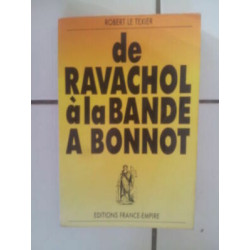 ROBERT LE TEXIER
de
RAVACHOL
à la BANDE
A BONNOT
EDITIONS FRANCE-EMPIRE